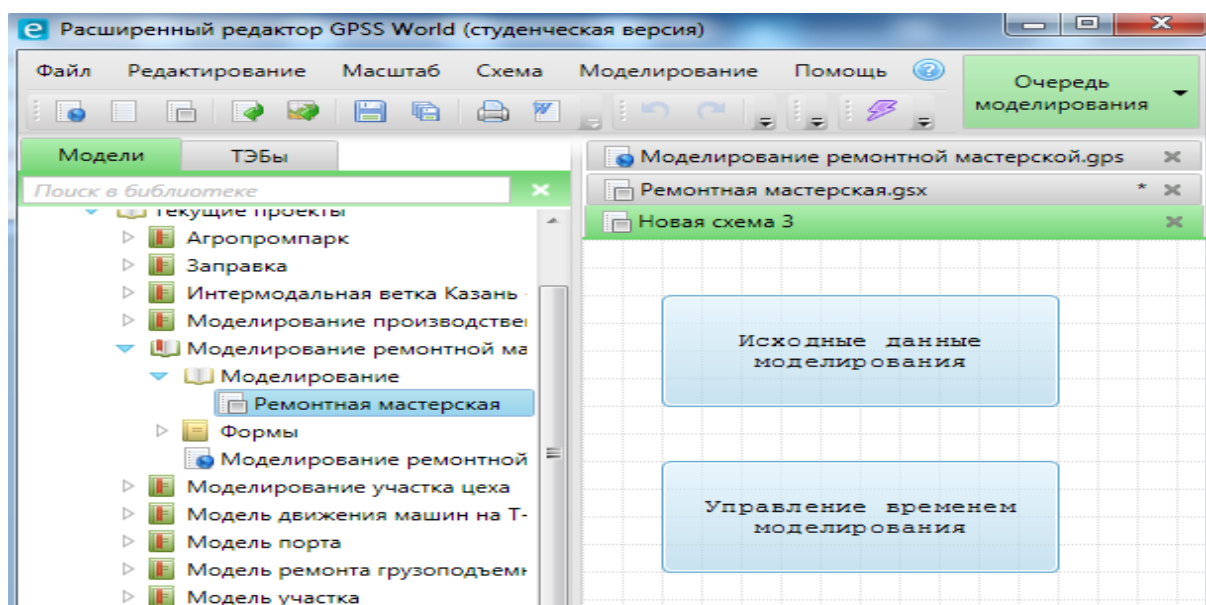 Расширенный редактор GPSS World (студенческая версия)
Файл Редактирование Масштаб Схема Моделирование Помощь
Очередь
моделирования
Модели ТЭБы
Поиск в библиотеке
Текущие проекты
Агропромпарк
Заправка
Интермодальная ветка Казань
Моделирование производстве
Моделирование ремонтной ма
Моделирование
Ремонтная мастерская
Формы
Моделирование ремонтной
Моделирование участка цеха
Модель движения машин на Т-
Модель порта
Модель ремонта грузоподъем
Модель участка
Моделирование ремонтной мастерской.gps
Ремонтная мастерская.gsx *
Новая схема 3
Исходные данные
моделирования
Управление временем
моделирования